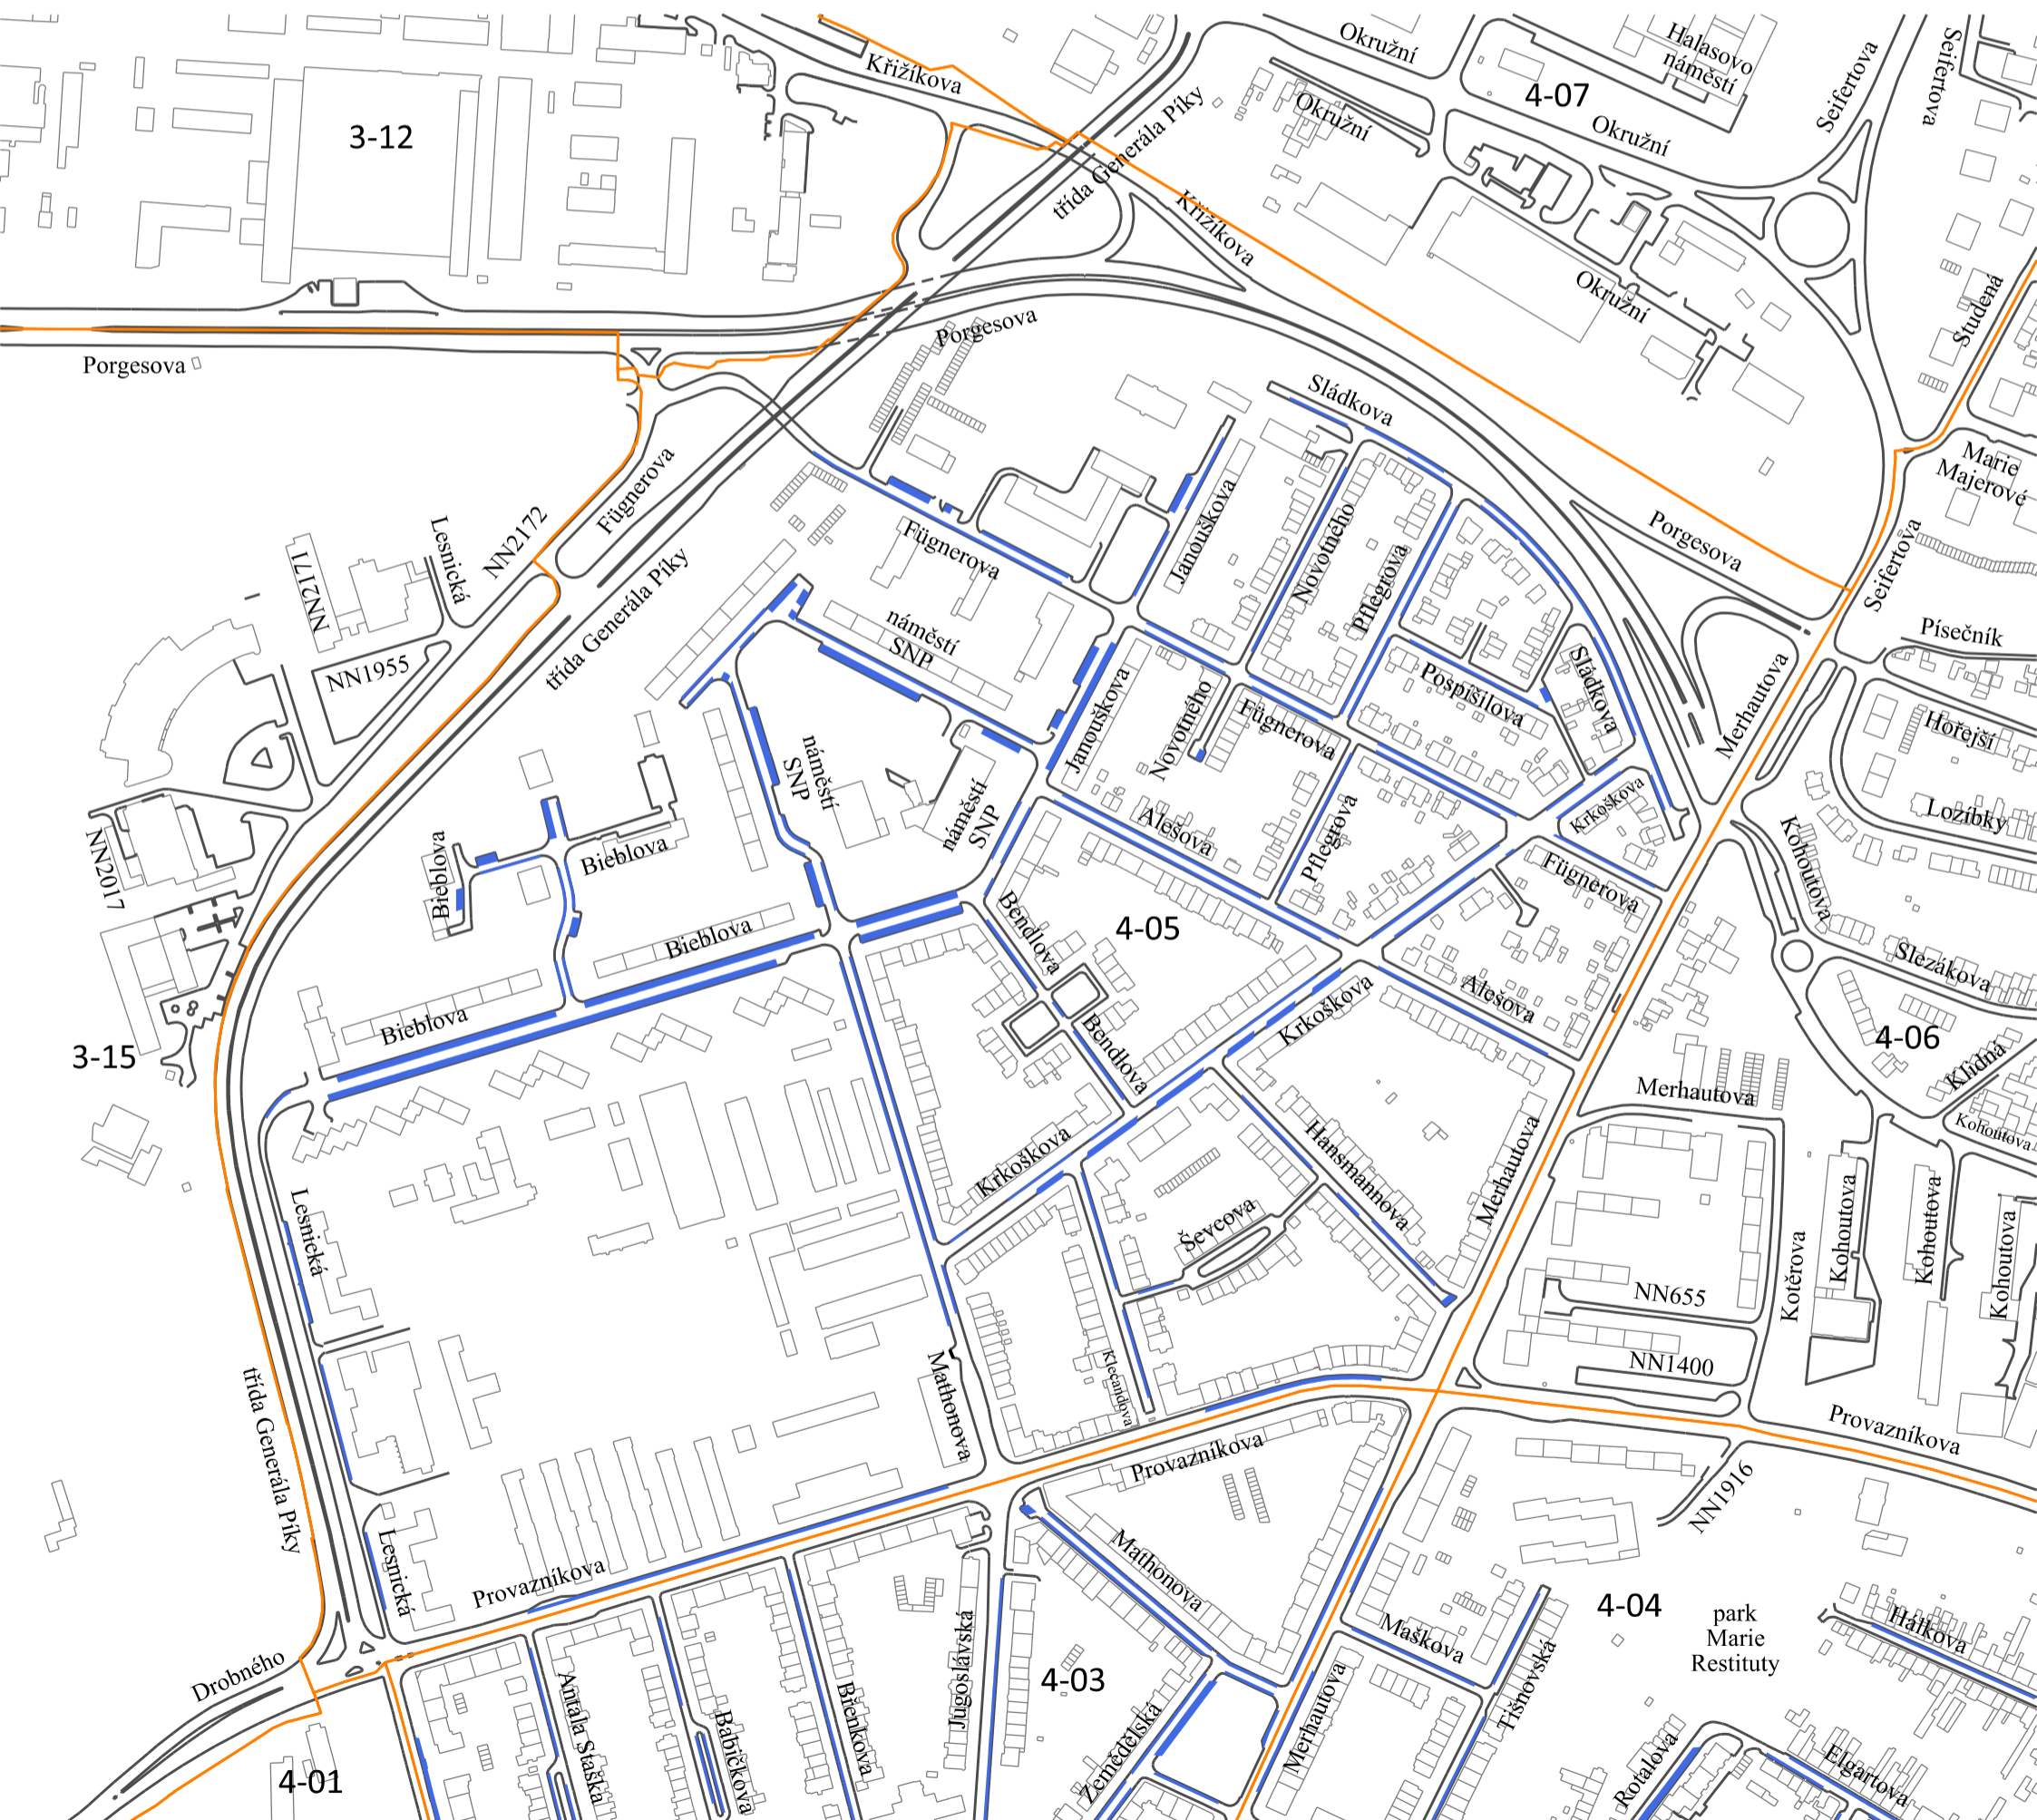 Křižíkova
Okružní
Halasovo
náměstí
Seifertova
Seifertova
4-07
3-12
Okružní
Okružní
třída Generála Píky
Křižíkova
Okružní
Studená
Porgesova
Porgesova
Sládkova
Marie
Majerové
Fügnerova
NN2172
Lesnická
NN2171
Fügnerova
Janouškova
Novotného
Pflegrova
Porgesova
Seifertova
třída Generála Píky
náměstí
SNP
NN1955
Písečník
Sládkova
Pospíšilova
Merhautova
Hořejší
Janouškova
Novotného
Fügnerova
náměstí
SNP
náměstí
SNP
Alešova
Pflegrova
Krkoškova
Lozíbky
Kohoutova
NN2017
Bieblova
Bieblova
Fügnerova
Bendlova
4-05
Bieblova
Slezákova
Alešova
Krkoškova
Bieblova
4-06
3-15
Bendlova
Klidná
Merhautova
Kohoutova
Hansmannova
Merhautova
Krkoškova
Ševcova
Lesnická
Kotěrova
Kohoutova
Kohoutova
Kohoutova
NN655
NN1400
Klečandova
Mathonova
třída Generála Píky
Provazníkova
Provazníkova
NN1916
Mathonova
Lesnická
Provazníkova
4-04
park
Marie
Restituty
Hálkova
Maškova
Drobného
Antala Staška
Babičkova
Břenkova
Jugoslávská
4-03
Zemědělská
Merhautova
Tišnovská
Rotalova
Elgartova
4-01